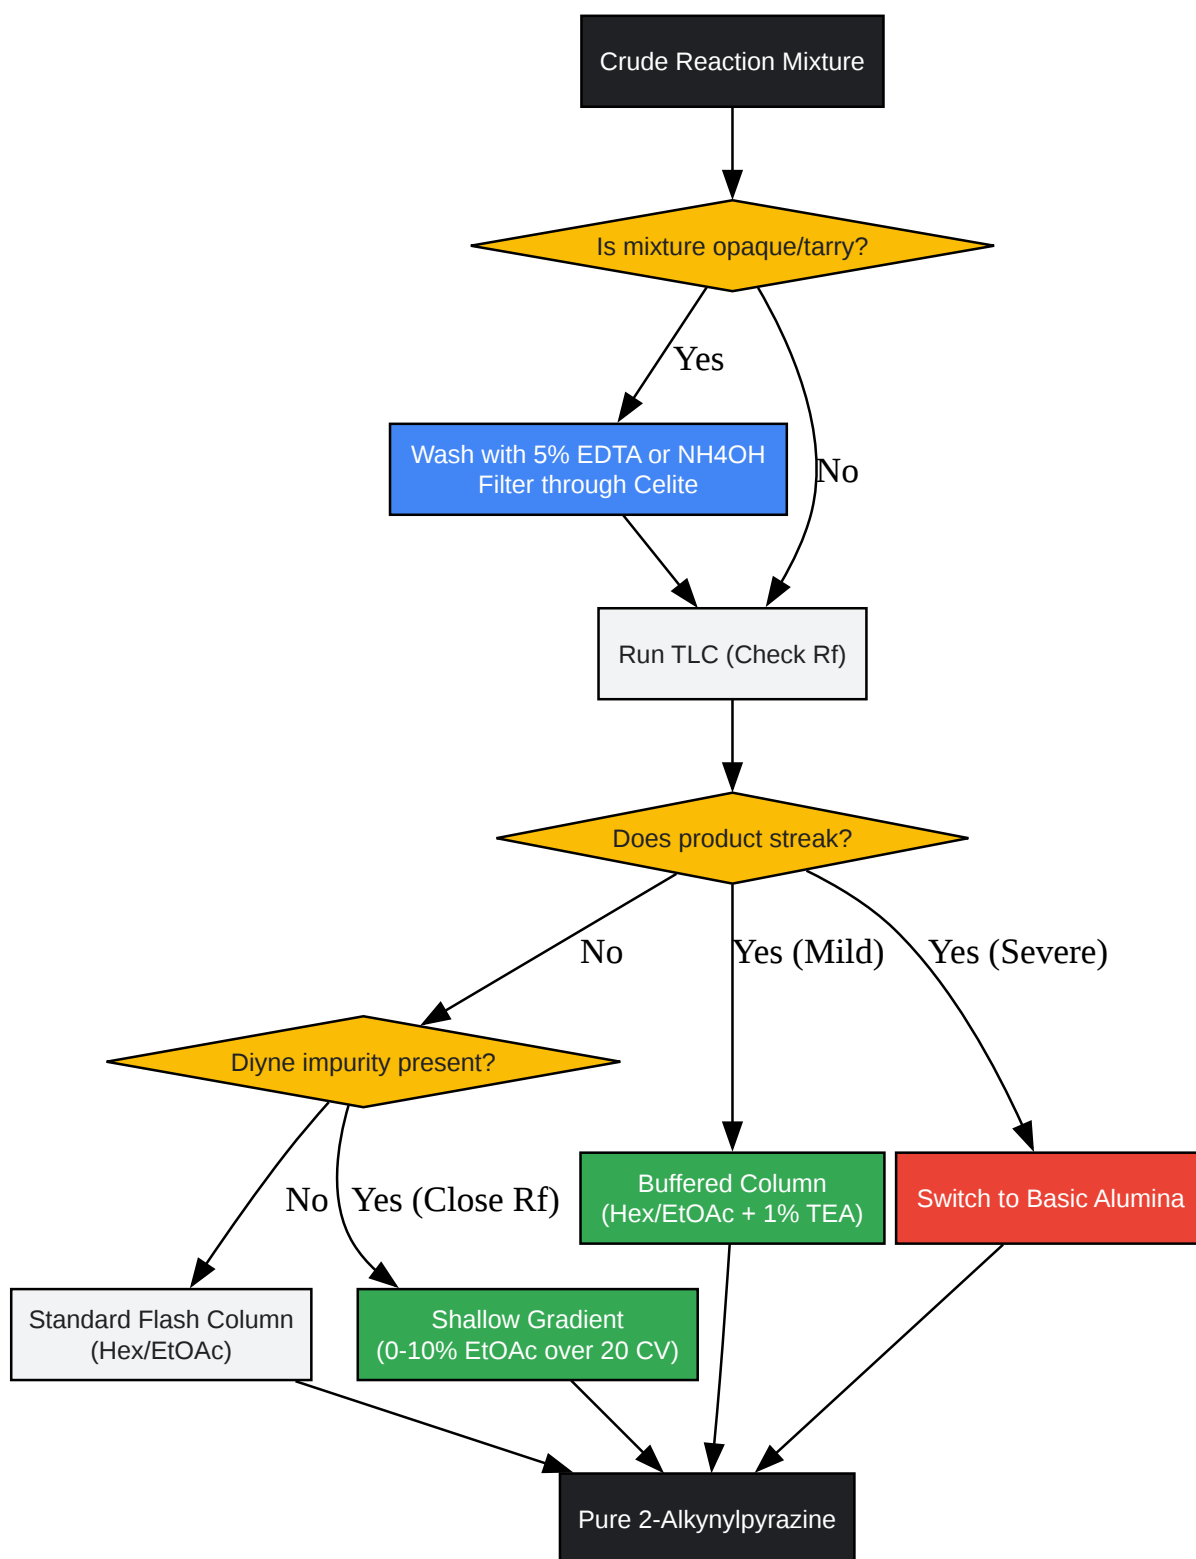 Crude Reaction Mixture
Is mixture opaque/tarry?
Yes
Wash with 5% EDTA or NH4OH
Filter through Celite
No
Run TLC (Check Rf)
Does product streak?
No
Yes (Mild)
Yes (Severe)
Diyne impurity present?
Buffered Column
(Hex/EtOAc + 1% TEA)
Switch to Basic Alumina
No
Yes (Close Rf)
Standard Flash Column
(Hex/EtOAc)
Shallow Gradient
(0-10% EtOAc over 20 CV)
Pure 2-Alkynylpyrazine